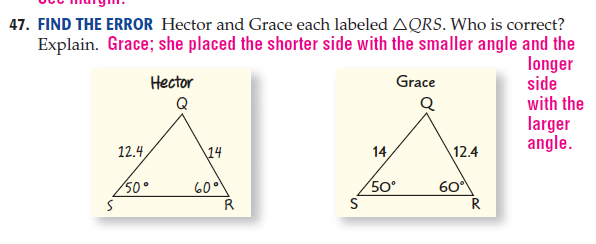 47. FIND THE ERROR Hector and Grace each labeled △QRS. Who is correct?
Explain. Grace; she placed the shorter side with the smaller angle and the
longer
side
with the
larger
angle.
Hector
Q
12.4
14
50°
60°
S
R
Grace
Q
14
12.4
50°
60°
S
R